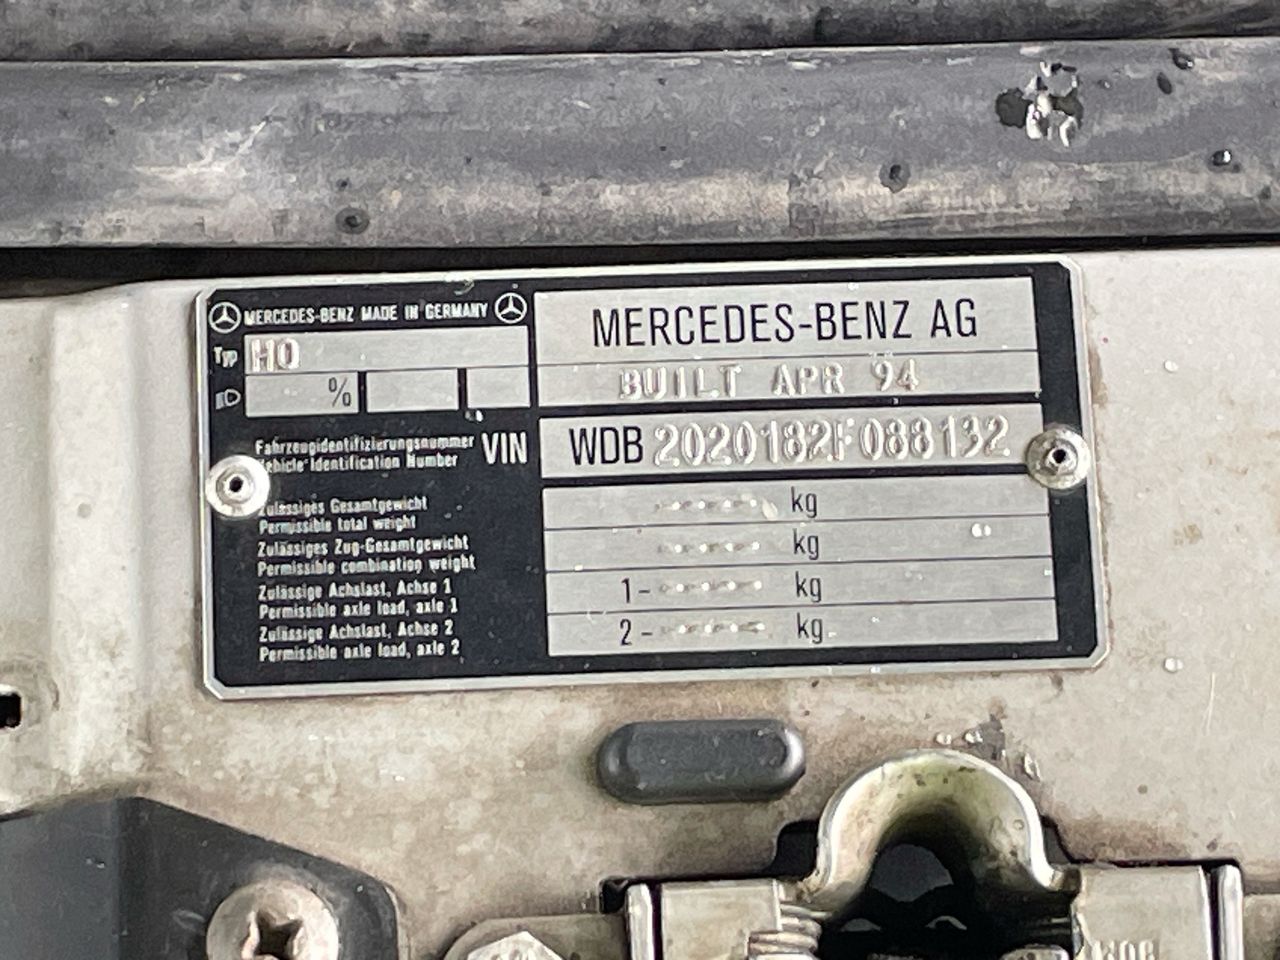 MERCEDES-BENZ MADE IN GERMANY
Typ HO
%
MERCEDES-BENZ AG
BUILT APR 94
Fahrzeugidentifizierungsnummer
Vehicle Identification Number
VIN
WDB 2020182F088132
Zulässiges Gesamtgewicht
Permissible total weight
kg
Zulässiges Zug-Gesamtgewicht
Permissible combination weight
kg
Zulässige Achslast, Achse 1
Permissible axle load, axle 1
1- kg
Zulässige Achslast, Achse 2
Permissible axle load, axle 2
2- kg